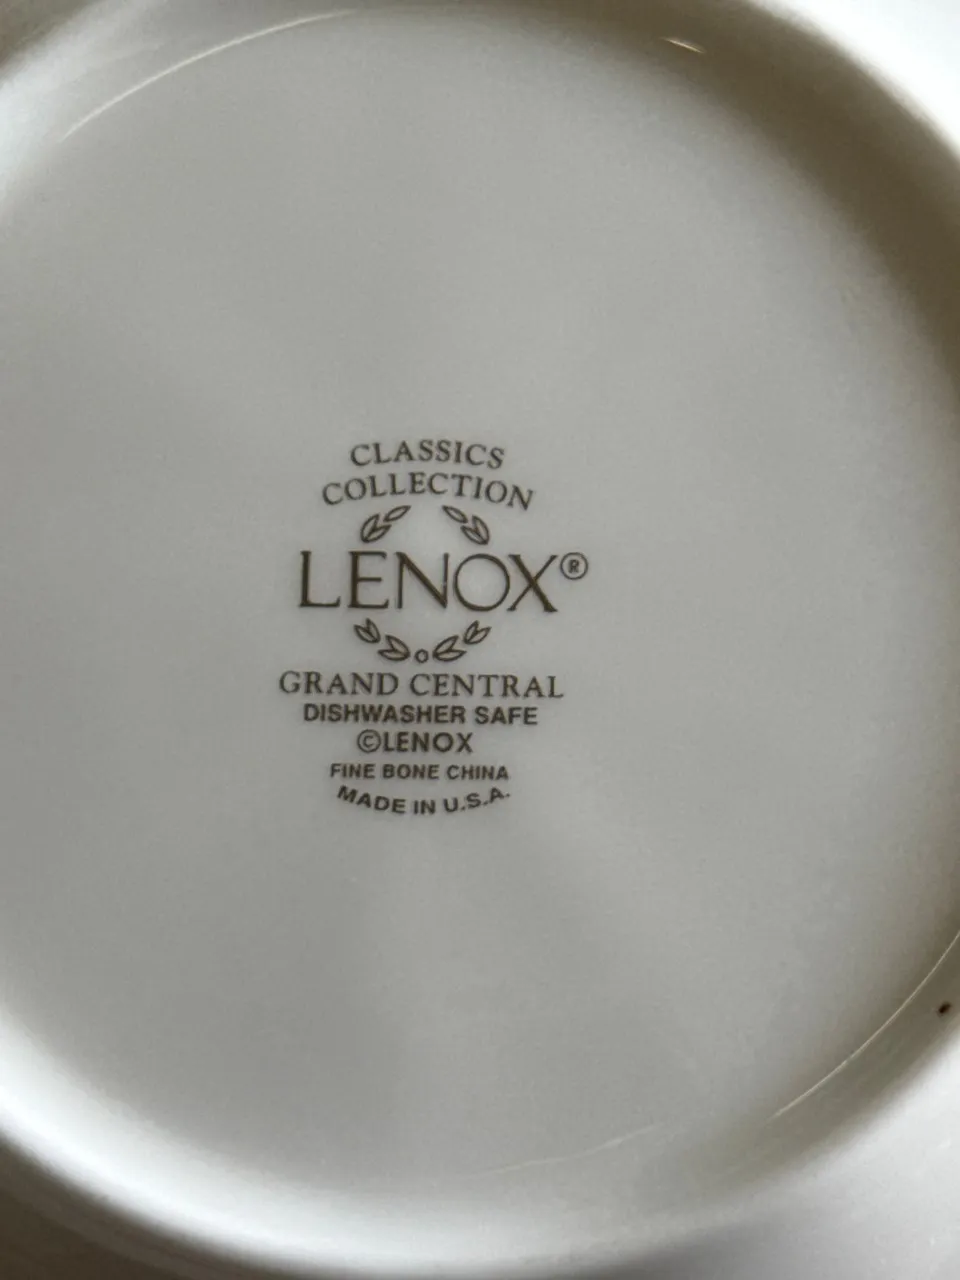 CLASSICS
COLLECTION
LENOX®
GRAND CENTRAL
DISHWASHER SAFE
©LENOX
FINE BONE CHINA
MADE IN U.S.A.